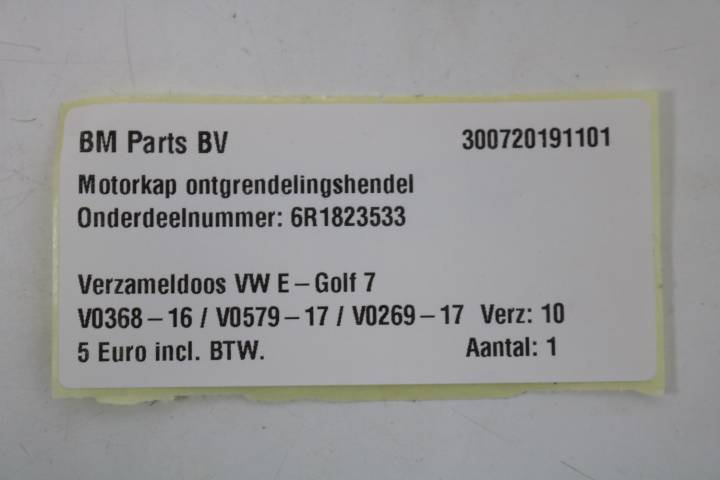 BM Parts BV 300720191101
Motorkap ontgrendelingshendel
Onderdeelnummer: 6R1823533
Verzameldoos VW E-Golf 7
V0368-16 / V0579-17 / V0269-17 Verz: 10
5 Euro incl. BTW. Aantal: 1